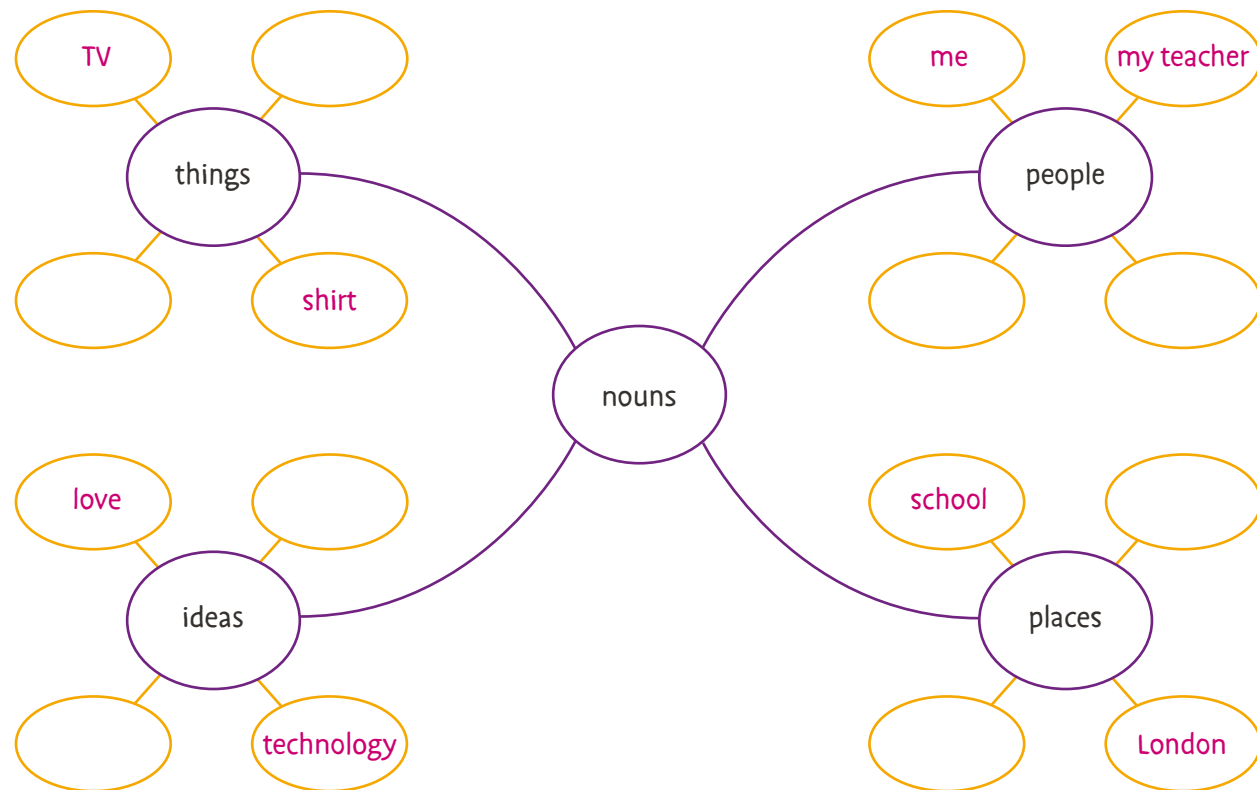 TV
me
my teacher
things
people
shirt
nouns
love
school
ideas
places
technology
London